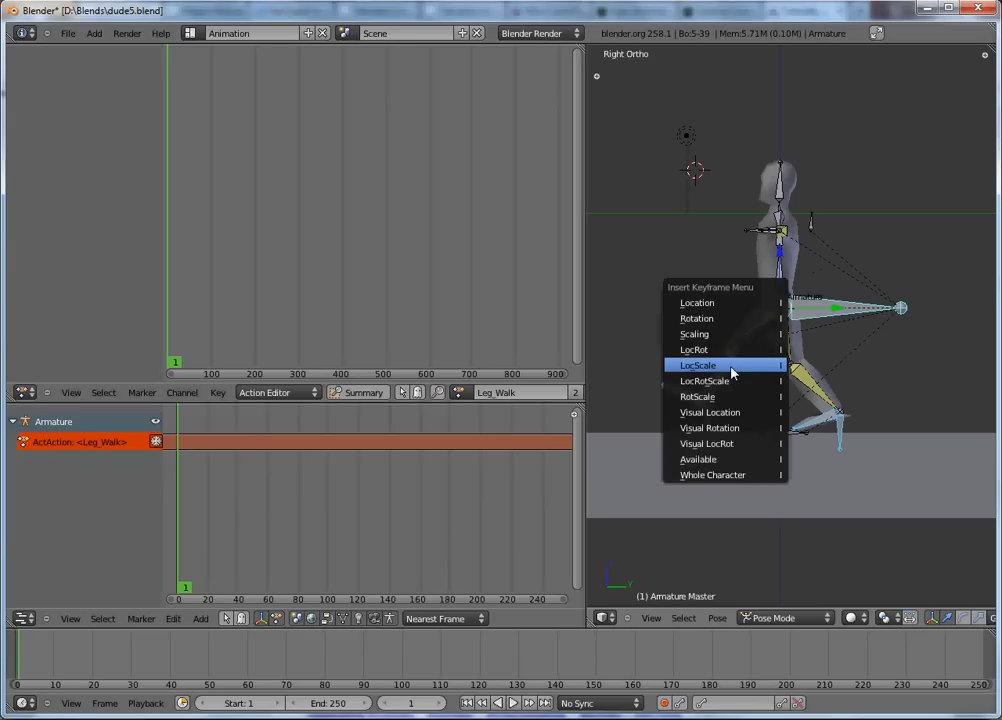 Blender* [D:\Blends\dude5.blend]
File Add Render Help Animation Scene Blender Render blender.org 258.1 | Bo:5-39 | Mem:5.71M (0.10M) | Armature
Right Ortho
Insert Keyframe Menu
Location I
Rotation I
Scaling I
LocRot I
LocScale I
LocRotScale I
RotScale I
Visual Location I
Visual Rotation I
Visual LocRot I
Available I
Whole Character I
1
100 200 300 400 500 600 700 800 900
View Select Marker Channel Key Action Editor Summary Leg_Walk 2
Armature
ActAction: <Leg_Walk>
1
0 20 40 60 80 100 120 140 160 180 200 220 240
View Select Marker Edit Add Nearest Frame
z
y
(1) Armature Master
View Select Pose Pose Mode
0 10 20 30 40 50 60 70 80 90 100 110 120 130 140 150 160 170 180 190 200 210 220 230 240 250
View Frame Playback Start: 1 End: 250 1 No Sync